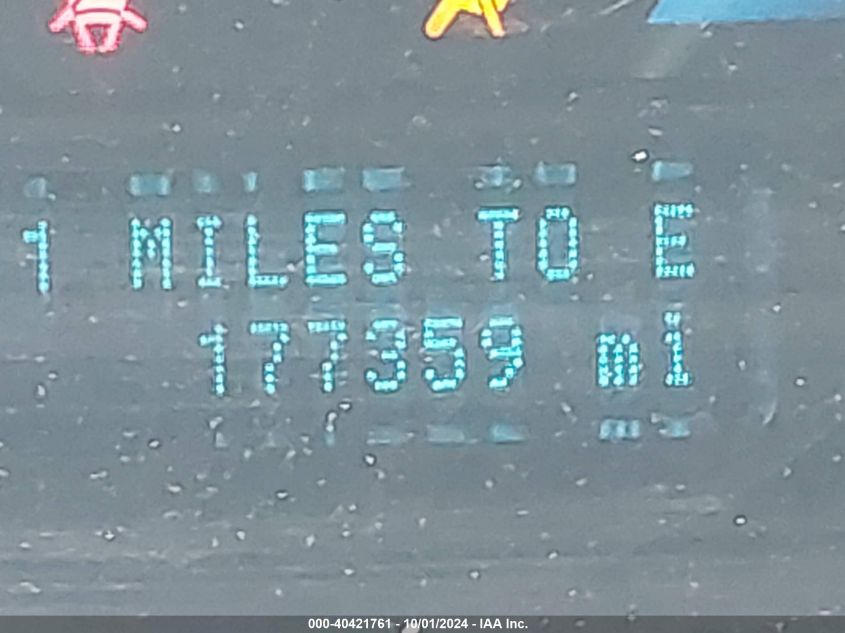 1 MILES TO E
177359 mi
000-40421761 - 10/01/2024 - IAA Inc.